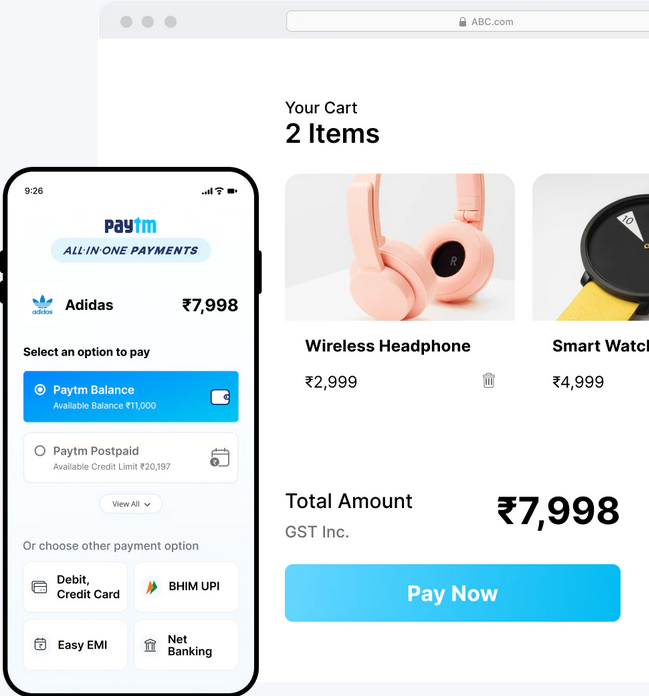 ABC.com
Your Cart
2 Items
Wireless Headphone
₹2,999
R
10
Smart Watch
₹4,999
Total Amount
GST Inc.
₹7,998
Pay Now
9:26
paytm
ALL-IN-ONE PAYMENTS
adidas
Adidas
₹7,998
Select an option to pay
Paytm Balance
Available Balance ₹11,000
Paytm Postpaid
Available Credit Limit ₹20,197
View All
Or choose other payment option
Debit,
Credit Card
BHIM UPI
Easy EMI
Net
Banking